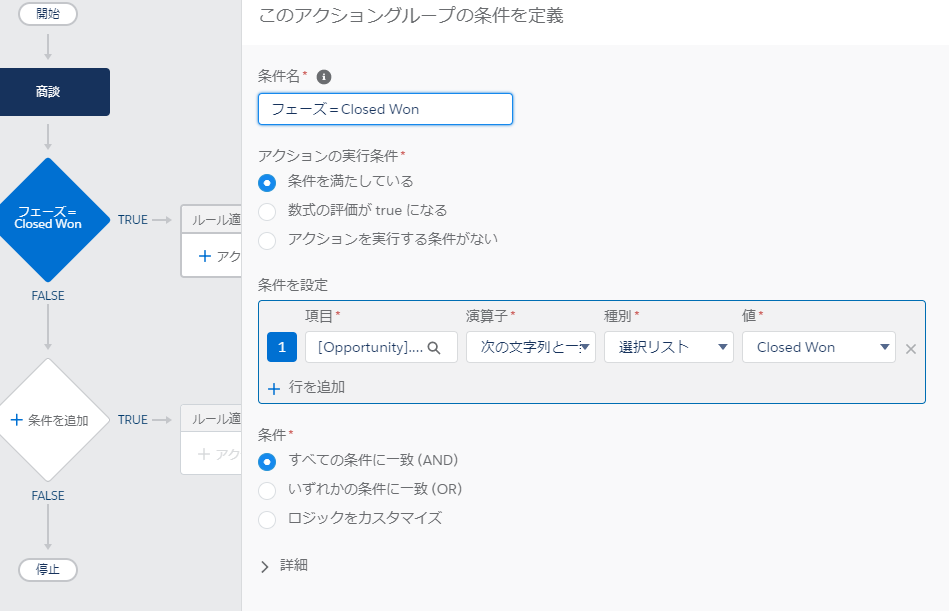 開始
商談
フェーズ=
Closed Won
TRUE
ルール適
+ アク
FALSE
+ 条件を追加
TRUE
ルール適
+ アク
FALSE
停止
このアクショングループの条件を定義
条件名*
フェーズ=Closed Won
アクションの実行条件*
条件を満たしている
数式の評価が true になる
アクションを実行する条件がない
条件を設定
項目* 演算子* 種別* 値*
1 [Opportunity].... 次の文字列と一 選択リスト Closed Won
+ 行を追加
条件*
すべての条件に一致 (AND)
いずれかの条件に一致 (OR)
ロジックをカスタマイズ
詳細